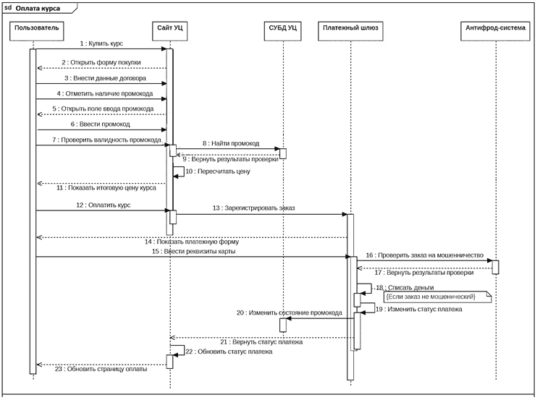 sd Оплата курса
Пользователь
Сайт УЦ
СУБД УЦ
Платежный шлюз
Антифрод-система
1 : Купить курс
2 : Открыть форму покупки
3 : Внести данные договора
4 : Отметить наличие промокода
5 : Открыть поле ввода промокода
6 : Ввести промокод
7 : Проверить валидность промокода
8 : Найти промокод
9 : Вернуть результаты проверки
10 : Пересчитать цену
11 : Показать итоговую цену курса
12 : Оплатить курс
13 : Зарегистрировать заказ
14 : Показать платежную форму
15 : Ввести реквизиты карты
16 : Проверить заказ на мошенничество
17 : Вернуть результаты проверки
18 : Списать деньги
{Если заказ не мошеннический}
19 : Изменить статус платежа
20 : Изменить состояние промокода
21 : Вернуть статус платежа
22 : Обновить статус платежа
23 : Обновить страницу оплаты